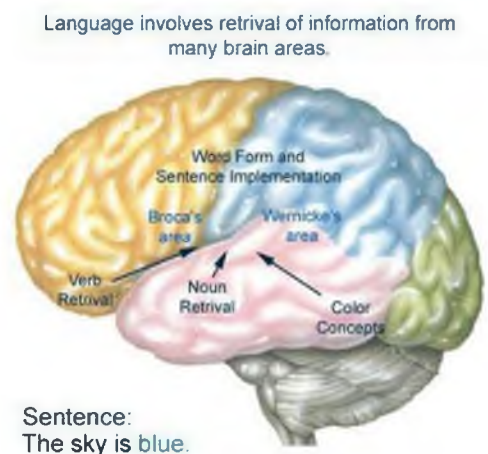 Language involves retrival of information from
many brain areas.
Word Form and
Sentence Implementation
Broca's
area
Wernicke's
area
Verb
Retrival
Noun
Retrival
Color
Concepts
Sentence:
The sky is blue.